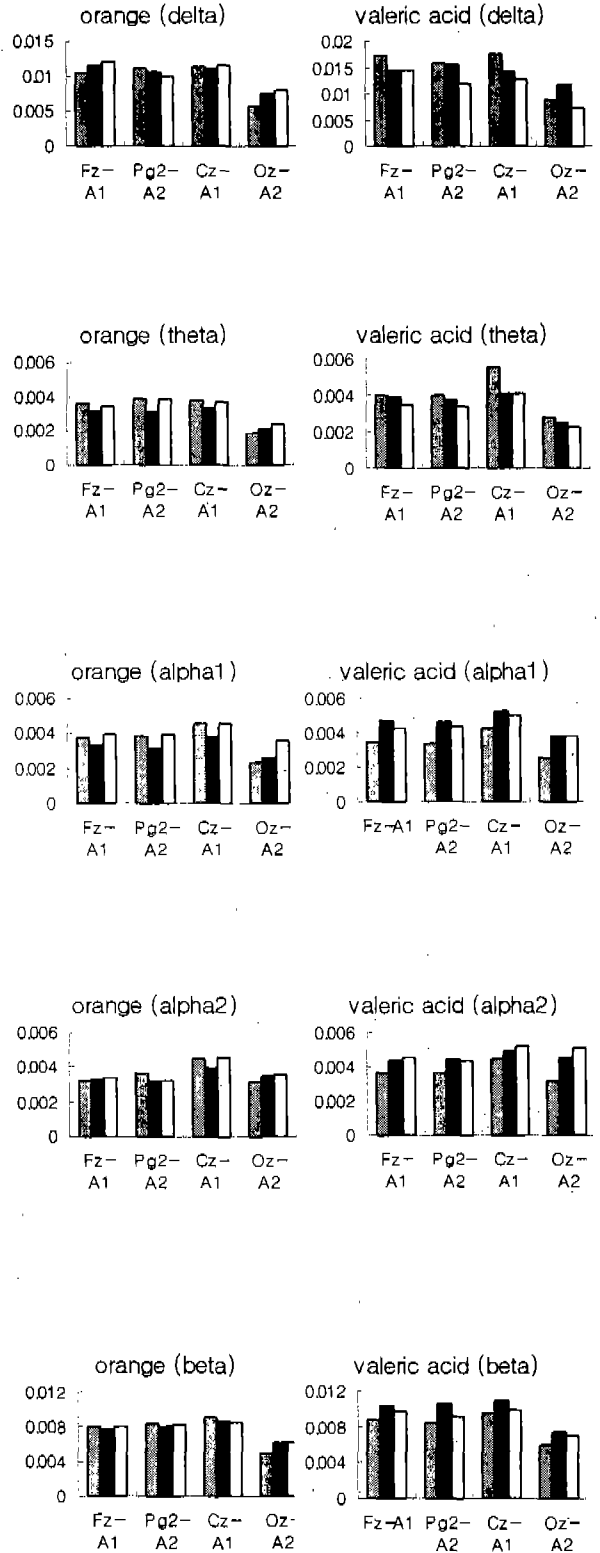 orange (delta)
0.015
0.01
0.005
0
Fz- Pg2- Cz- Oz-
A1 A2 A1 A2
valeric acid (delta)
0.02
0.015
0.01
0.005
0
Fz- Pg2- Cz- Oz-
A1 A2 A1 A2
orange (theta)
0.006
0.004
0.002
0
Fz- Pg2- Cz- Oz-
A1 A2 A1 A2
valeric acid (theta)
0.006
0.004
0.002
0
Fz- Pg2- Cz- Oz-
A1 A2 A1 A2
orange (alpha1)
0.006
0.004
0.002
0
Fz- Pg2- Cz- Oz-
A1 A2 A1 A2
valeric acid (alpha1)
0.006
0.004
0.002
0
Fz-A1 Pg2- Cz- Oz-
A2 A1 A2
orange (alpha2)
0.006
0.004
0.002
0
Fz- Pg2- Cz- Oz-
A1 A2 A1 A2
valeric acid (alpha2)
0.006
0.004
0.002
0
Fz- Pg2- Cz- Oz-
A1 A2 A1 A2
orange (beta)
0.012
0.008
0.004
0
Fz- Pg2- Cz- Oz-
A1 A2 A1 A2
valeric acid (beta)
0.012
0.008
0.004
0
Fz-A1 Pg2- Cz- Oz-
A2 A1 A2